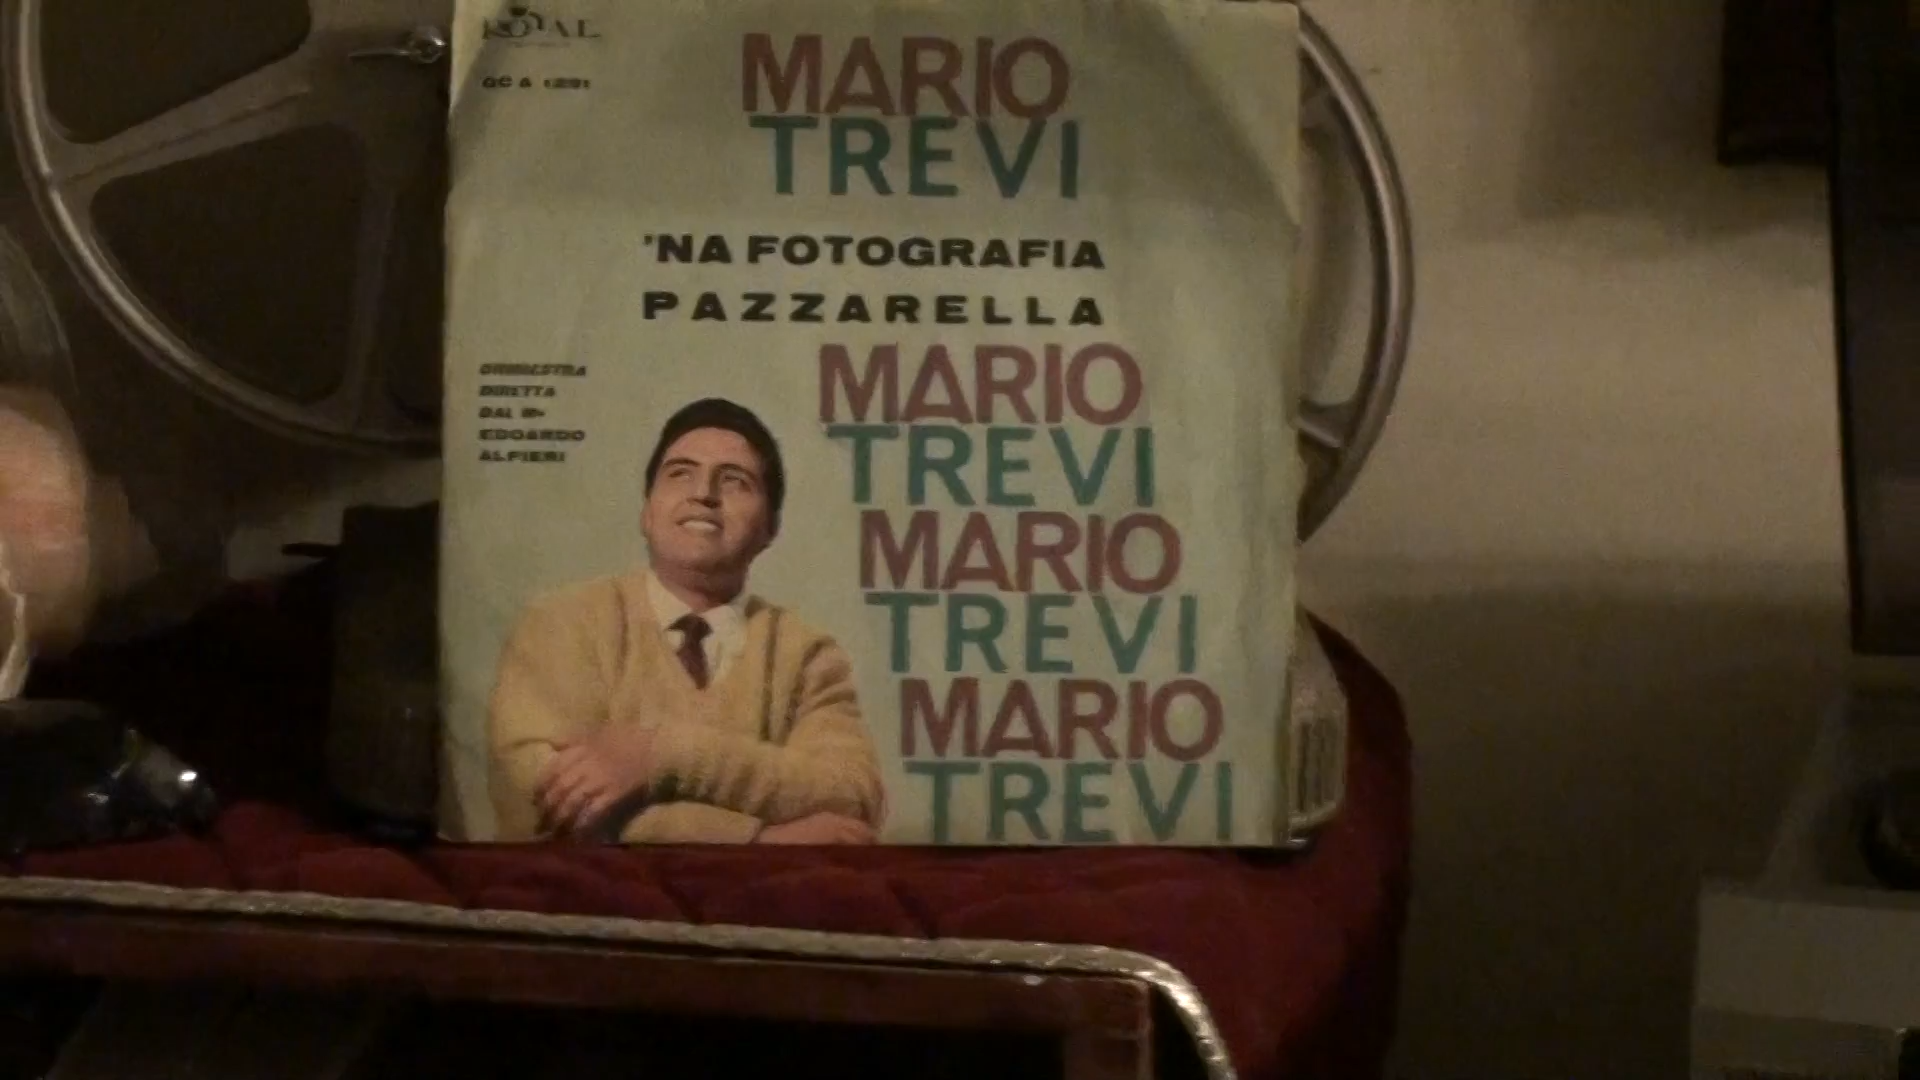 ROYAL
QC A 1291
MARIO
TREVI
'NA FOTOGRAFIA
PAZZARELLA
ORCHESTRA
DIRETTA
DAL Mo
EDOARDO
ALFIERI
MARIO
TREVI
MARIO
TREVI
MARIO
TREVI